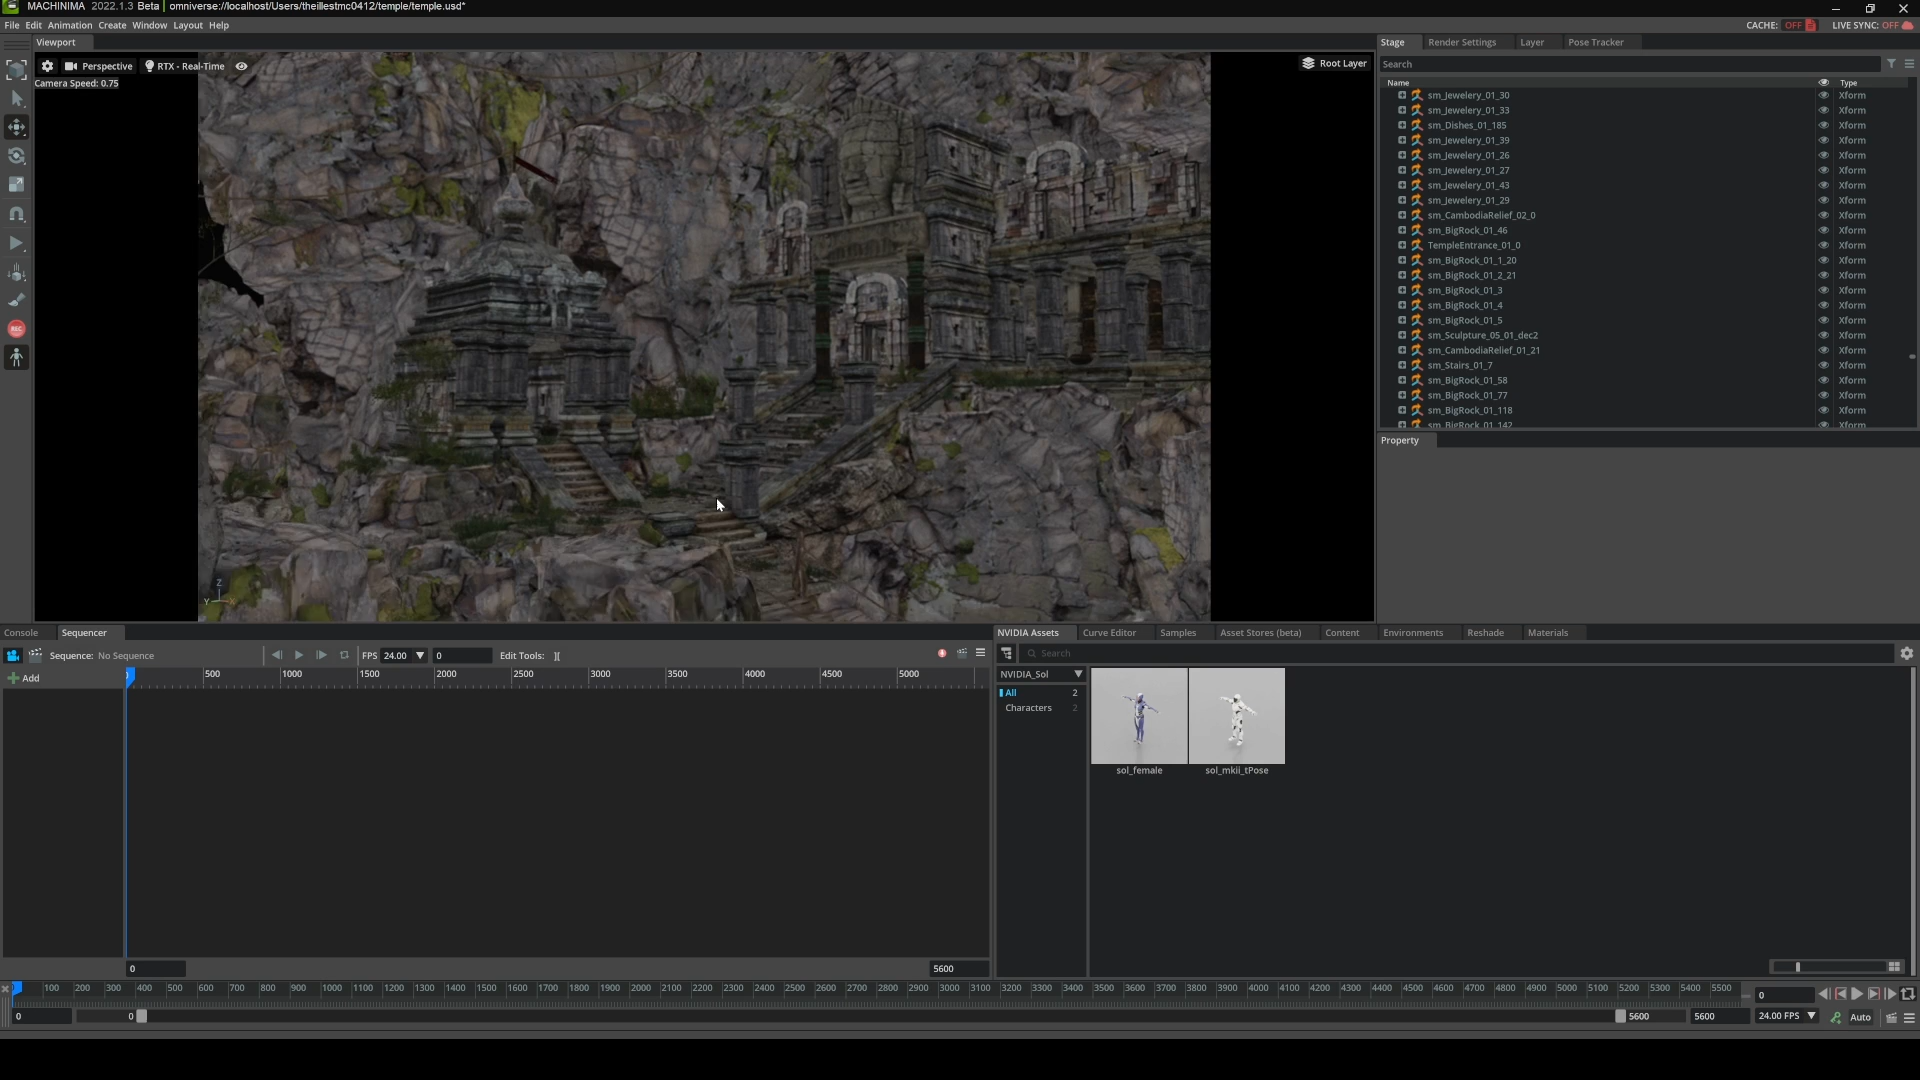 MACHINIMA 2022.1.3 Beta omniverse://localhost/Users/theillestmc0412/temple/temple.usd*
File Edit Animation Create Window Layout Help
CACHE: OFF LIVE SYNC: OFF
Viewport
Perspective RTX - Real-Time
Root Layer
Camera Speed: 0.75
REC
Z
Y
Stage Render Settings Layer Pose Tracker
Search
Name Type
sm_Jewelery_01_30 Xform
sm_Jewelery_01_33 Xform
sm_Dishes_01_185 Xform
sm_Jewelery_01_39 Xform
sm_Jewelery_01_26 Xform
sm_Jewelery_01_27 Xform
sm_Jewelery_01_43 Xform
sm_Jewelery_01_29 Xform
sm_CambodiaRelief_02_0 Xform
sm_BigRock_01_46 Xform
TempleEntrance_01_0 Xform
sm_BigRock_01_1_20 Xform
sm_BigRock_01_2_21 Xform
sm_BigRock_01_3 Xform
sm_BigRock_01_4 Xform
sm_BigRock_01_5 Xform
sm_Sculpture_05_01_dec2 Xform
sm_CambodiaRelief_01_21 Xform
sm_Stairs_01_7 Xform
sm_BigRock_01_58 Xform
sm_BigRock_01_77 Xform
sm_BigRock_01_118 Xform
sm_BigRock_01_142 Xform
Property
Console Sequencer
Sequence: No Sequence FPS 24.00 0 Edit Tools:
Add 500 1000 1500 2000 2500 3000 3500 4000 4500 5000
0 5600
NVIDIA Assets Curve Editor Samples Asset Stores (beta) Content Environments Reshade Materials
Search
NVIDIA_Sol
All 2
Characters 2
sol_female sol_mkii_tPose
100 200 300 400 500 600 700 800 900 1000 1100 1200 1300 1400 1500 1600 1700 1800 1900 2000 2100 2200 2300 2400 2500 2600 2700 2800 2900 3000 3100 3200 3300 3400 3500 3600 3700 3800 3900 4000 4100 4200 4300 4400 4500 4600 4700 4800 4900 5000 5100 5200 5300 5400 5500 0
0 0 5600 5600 24.00 FPS Auto